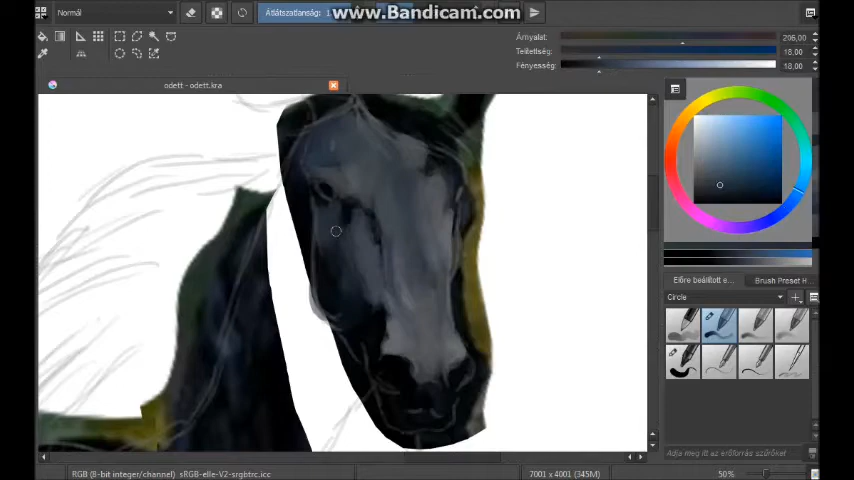 Normál
Átlátszatlanság: 1
www.Bandicam.com
Árnyalat: 206,00
Telítettség: 18,00
Fényesség: 18,00
odett - odett.kra
Előre beállított e...
Brush Preset H...
Circle
Adja meg itt az erőforrás szűrőket
RGB (8-bit integer/channel) sRGB-elle-V2-srgbtrc.icc
7001 x 4001 (345M)
50%